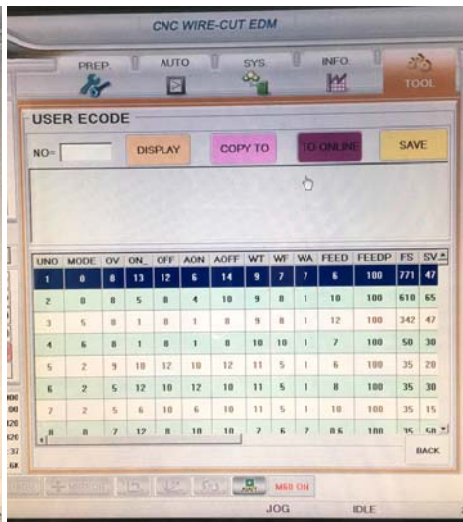 CNC WIRE-CUT EDM
PREP. AUTO SYS. INFO. TOOL
USER ECODE
NO= DISPLAY COPY TO TO ONLINE SAVE
UNO MODE OV ON_ OFF AON AOFF WT WF WA FEED FEEDP FS SV
1 0 8 13 12 6 14 9 7 7 6 100 771 47
2 0 8 5 8 4 10 9 8 1 10 100 610 65
3 5 8 1 8 1 8 9 8 1 12 100 342 47
4 6 8 1 8 1 8 10 10 1 7 100 50 30
5 2 9 10 12 10 12 11 5 1 6 100 35 20
6 2 5 12 10 12 10 11 5 1 8 100 35 30
7 2 5 6 10 6 10 11 5 1 10 100 35 15
BACK
M60 ON
JOG IDLE